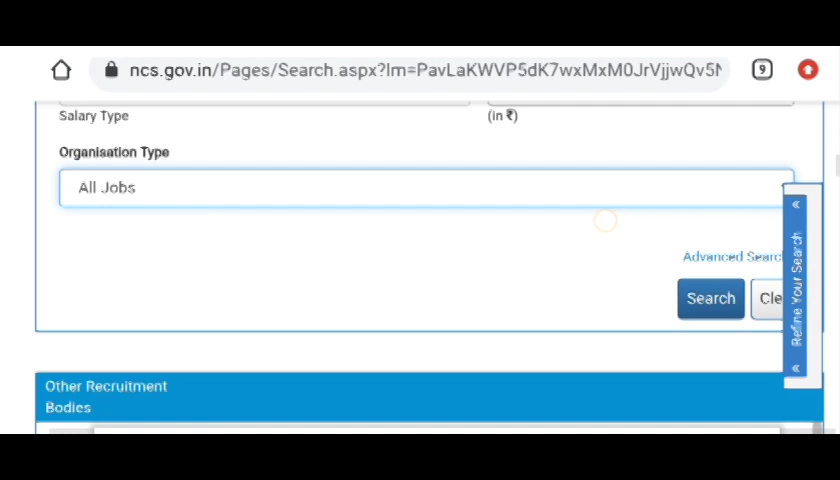 ncs.gov.in/Pages/Search.aspx?lm=PavLaKWVP5dK7wxMxM0JrVjjwQv5N
9
Salary Type
(in ₹)
Organisation Type
All Jobs
Advanced Search
Search
Cle
« Refine Your Search «
Other Recruitment
Bodies